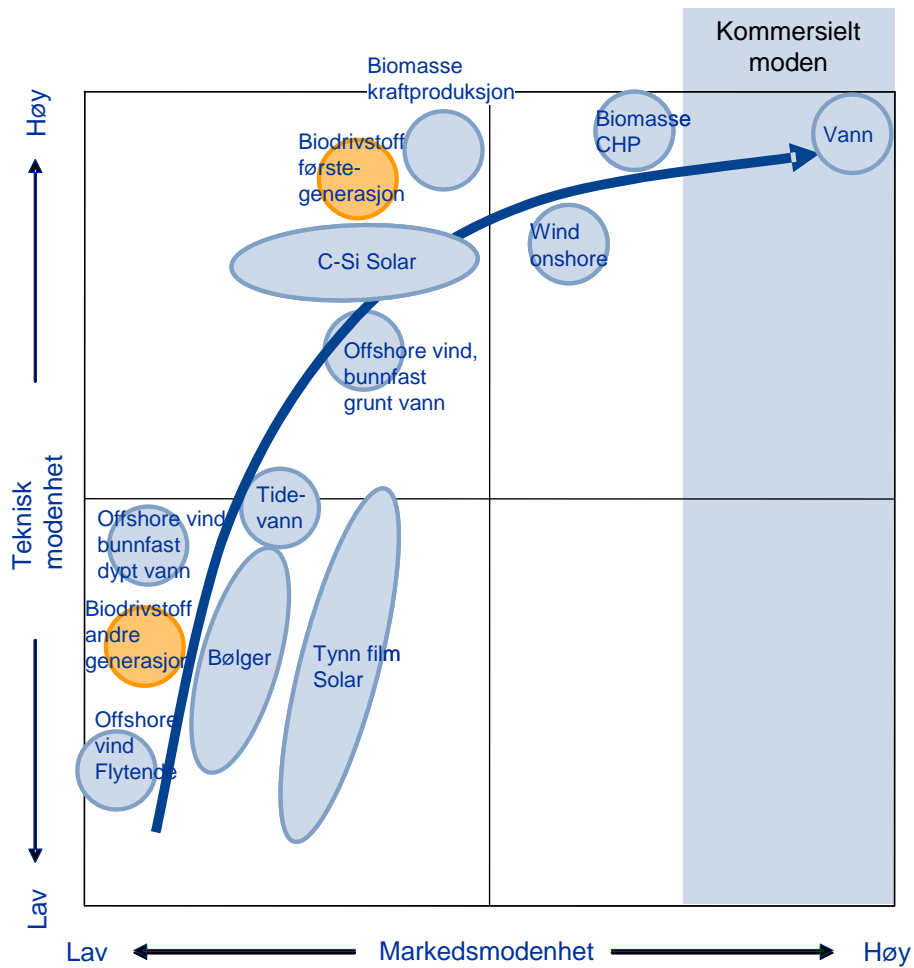 Kommersielt
moden
Biomasse
kraftproduksjon
Høy
Biodrivstoff
første-
generasjon
Biomasse
CHP
Vann
Wind
onshore
C-Si Solar
Offshore vind,
bunnfast
grunt vann
Teknisk
modenhet
Tide-
vann
Offshore vind
bunnfast
dypt vann
Biodrivstoff
andre
generasjon
Bølger
Tynn film
Solar
Offshore
vind
Flytende
Lav
Lav
Markedsmodenhet
Høy